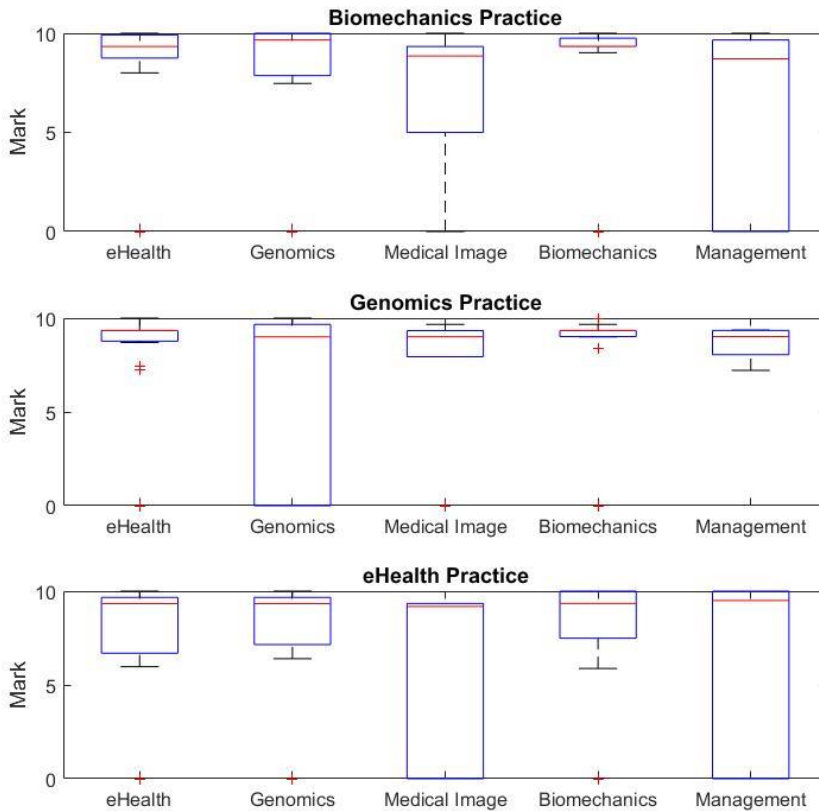 Biomechanics Practice
10
5
0
Mark
eHealth Genomics Medical Image Biomechanics Management
Genomics Practice
10
5
0
Mark
eHealth Genomics Medical Image Biomechanics Management
eHealth Practice
10
5
0
Mark
eHealth Genomics Medical Image Biomechanics Management